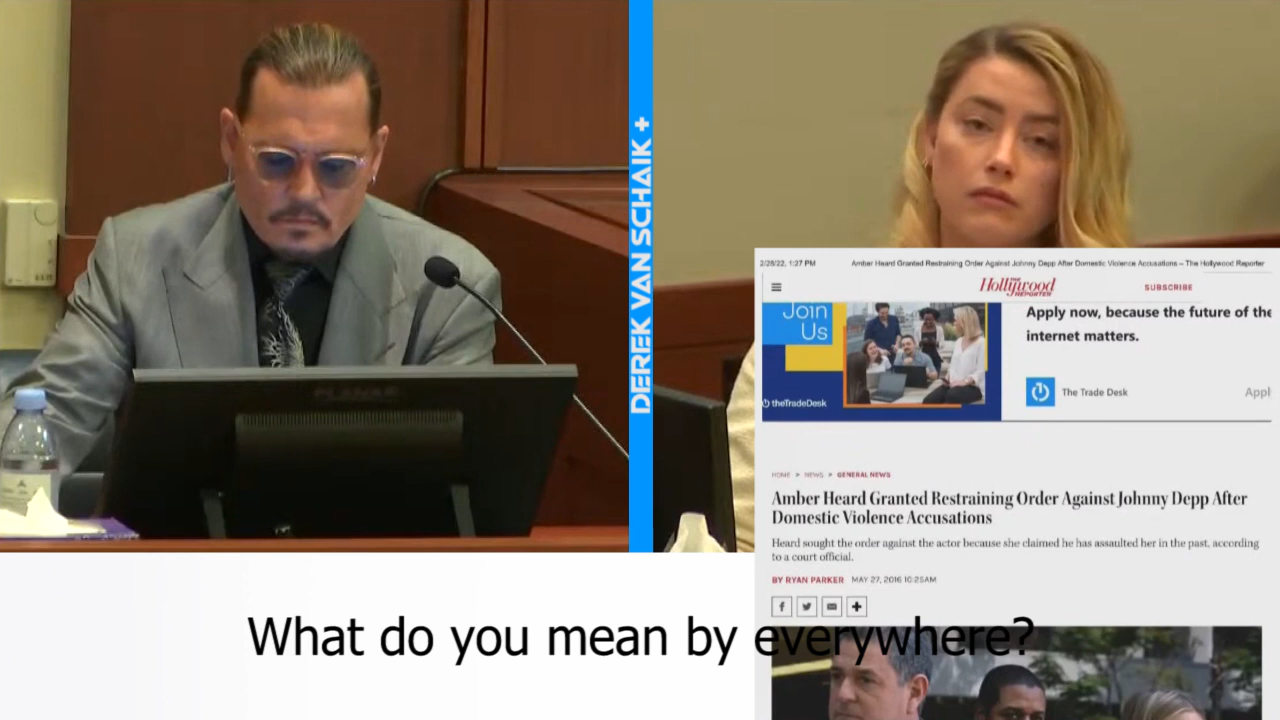 DEREK VAN SCHAIK +
2/28/22, 1:27 PM
Amber Heard Granted Restraining Order Against Johnny Depp After Domestic Violence Accusations – The Hollywood Reporter
THE
Hollywood
REPORTER
SUBSCRIBE
Join
Us
Apply now, because the future of the
internet matters.
theTradeDesk
The Trade Desk
Appl
HOME > NEWS > GENERAL NEWS
Amber Heard Granted Restraining Order Against Johnny Depp After
Domestic Violence Accusations
Heard sought the order against the actor because she claimed he has assaulted her in the past, according
to a court official.
BY RYAN PARKER MAY 27, 2016 10:25AM
What do you mean by everywhere?